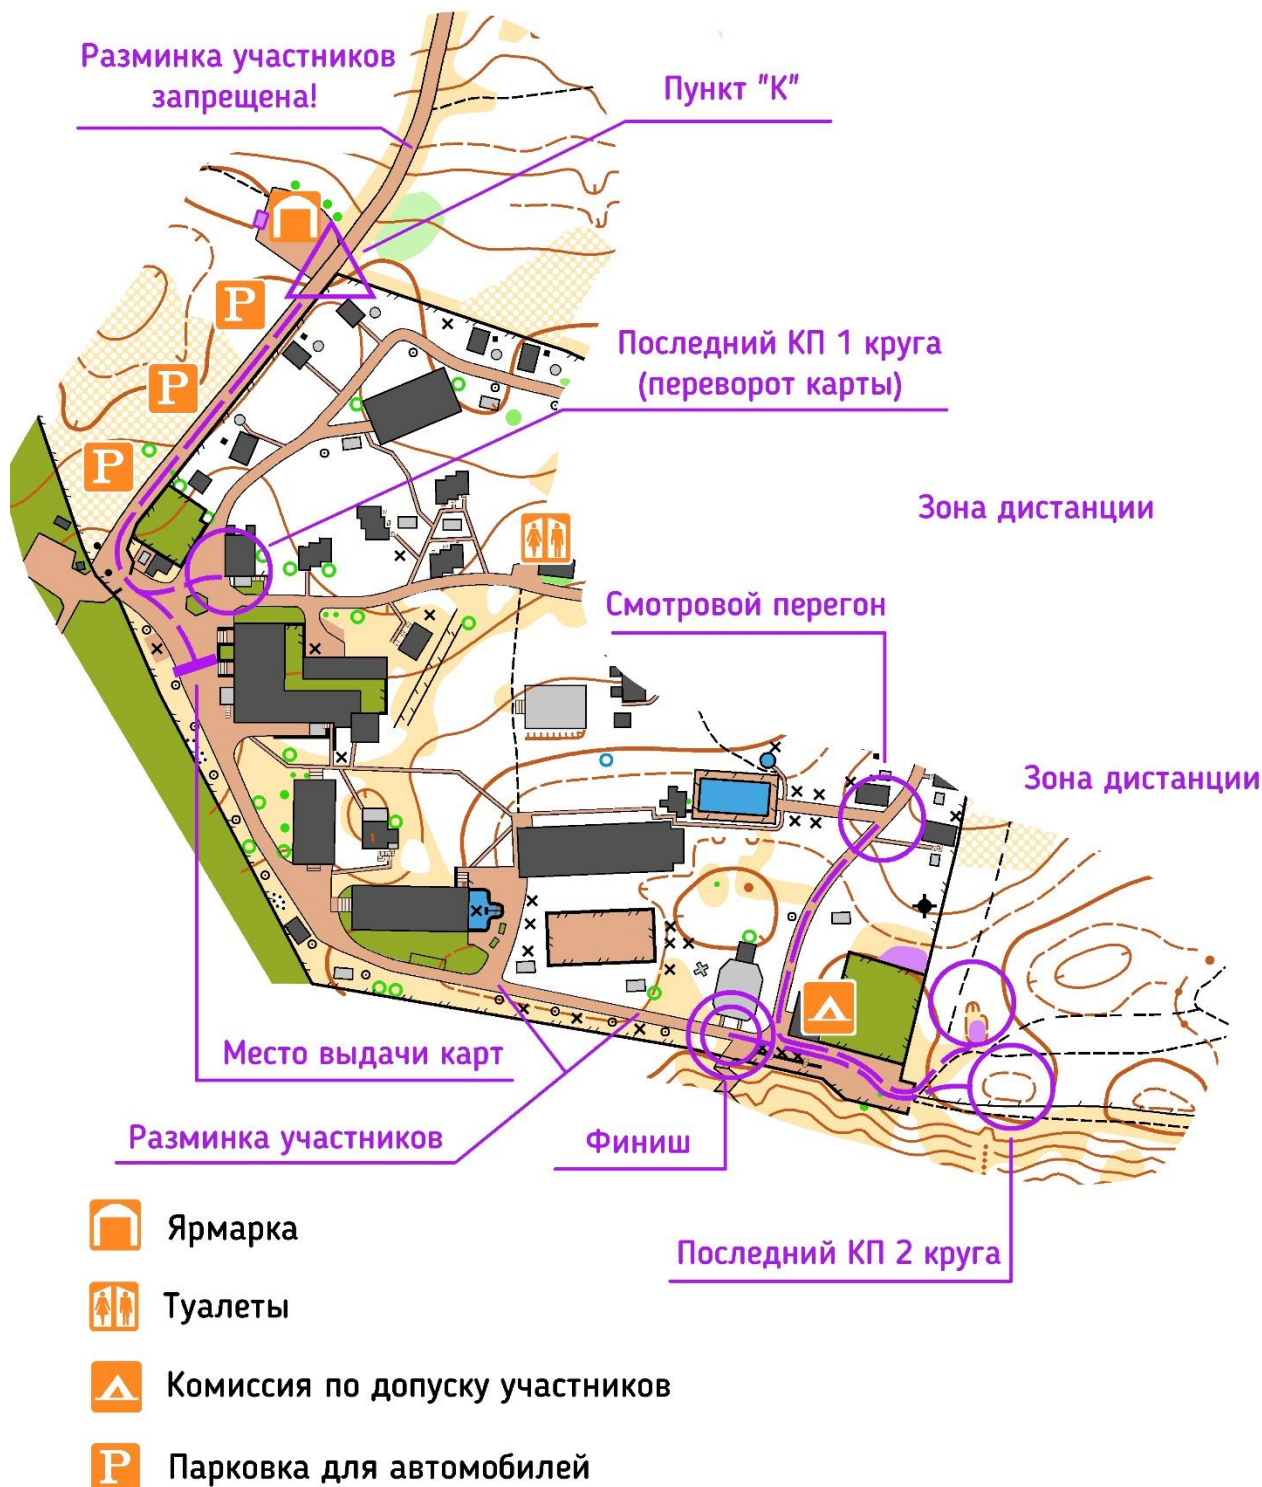 Разминка участников
запрещена!
Пункт "К"
P
P
P
Последний КП 1 круга
(переворот карты)
Зона дистанции
Смотровой перегон
Зона дистанции
Место выдачи карт
Разминка участников
Финиш
Последний КП 2 круга
Ярмарка
Туалеты
Комиссия по допуску участников
P Парковка для автомобилей